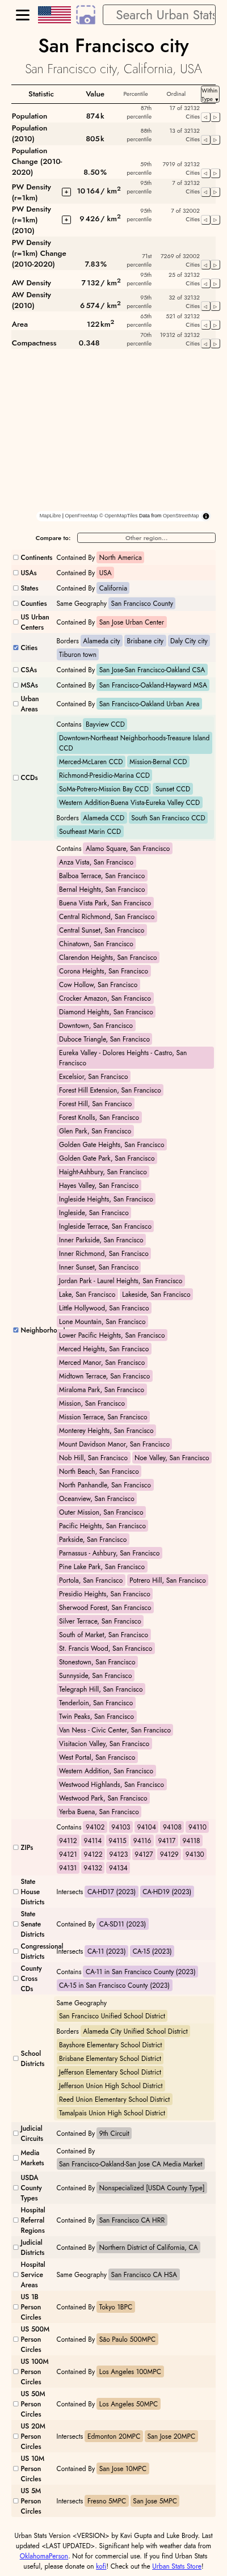 Search Urban Stats
San Francisco city
San Francisco city, California, USA
Statistic Value Percentile Ordinal Within Type ▼
Population 874k 87th percentile 17 of 32132 Cities ◁ ▷
Population (2010) 805k 88th percentile 13 of 32132 Cities ◁ ▷
Population Change (2010-2020) 8.50% 59th percentile 7919 of 32132 Cities ◁ ▷
PW Density (r=1km) + 10 164/ km2 95th percentile 7 of 32132 Cities ◁ ▷
PW Density (r=1km) (2010) + 9 426/ km2 95th percentile 7 of 32002 Cities ◁ ▷
PW Density (r=1km) Change (2010-2020) 7.83% 71st percentile 7269 of 32002 Cities ◁ ▷
AW Density 7 132/ km2 95th percentile 25 of 32132 Cities ◁ ▷
AW Density (2010) 6 574/ km2 95th percentile 32 of 32132 Cities ◁ ▷
Area 122km2 65th percentile 521 of 32132 Cities ◁ ▷
Compactness 0.348 70th percentile 19312 of 32132 Cities ◁ ▷
MapLibre | OpenFreeMap © OpenMapTiles Data from OpenStreetMap
Compare to: Other region...
Continents Contained By North America
USAs Contained By USA
States Contained By California
Counties Same Geography San Francisco County
US Urban Centers Contained By San Jose Urban Center
Cities Borders Alameda city Brisbane city Daly City city
Tiburon town
CSAs Contained By San Jose-San Francisco-Oakland CSA
MSAs Contained By San Francisco-Oakland-Hayward MSA
Urban Areas Contained By San Francisco-Oakland Urban Area
CCDs Contains Bayview CCD
Downtown-Northeast Neighborhoods-Treasure Island CCD
Merced-McLaren CCD Mission-Bernal CCD
Richmond-Presidio-Marina CCD
SoMa-Potrero-Mission Bay CCD Sunset CCD
Western Addition-Buena Vista-Eureka Valley CCD
Borders Alameda CCD South San Francisco CCD
Southeast Marin CCD
Neighborhoods Contains Alamo Square, San Francisco
Anza Vista, San Francisco
Balboa Terrace, San Francisco
Bernal Heights, San Francisco
Buena Vista Park, San Francisco
Central Richmond, San Francisco
Central Sunset, San Francisco
Chinatown, San Francisco
Clarendon Heights, San Francisco
Corona Heights, San Francisco
Cow Hollow, San Francisco
Crocker Amazon, San Francisco
Diamond Heights, San Francisco
Downtown, San Francisco
Duboce Triangle, San Francisco
Eureka Valley - Dolores Heights - Castro, San Francisco
Excelsior, San Francisco
Forest Hill Extension, San Francisco
Forest Hill, San Francisco
Forest Knolls, San Francisco
Glen Park, San Francisco
Golden Gate Heights, San Francisco
Golden Gate Park, San Francisco
Haight-Ashbury, San Francisco
Hayes Valley, San Francisco
Ingleside Heights, San Francisco
Ingleside, San Francisco
Ingleside Terrace, San Francisco
Inner Parkside, San Francisco
Inner Richmond, San Francisco
Inner Sunset, San Francisco
Jordan Park - Laurel Heights, San Francisco
Lake, San Francisco Lakeside, San Francisco
Little Hollywood, San Francisco
Lone Mountain, San Francisco
Lower Pacific Heights, San Francisco
Merced Heights, San Francisco
Merced Manor, San Francisco
Midtown Terrace, San Francisco
Miraloma Park, San Francisco
Mission, San Francisco
Mission Terrace, San Francisco
Monterey Heights, San Francisco
Mount Davidson Manor, San Francisco
Nob Hill, San Francisco Noe Valley, San Francisco
North Beach, San Francisco
North Panhandle, San Francisco
Oceanview, San Francisco
Outer Mission, San Francisco
Pacific Heights, San Francisco
Parkside, San Francisco
Parnassus - Ashbury, San Francisco
Pine Lake Park, San Francisco
Portola, San Francisco Potrero Hill, San Francisco
Presidio Heights, San Francisco
Sherwood Forest, San Francisco
Silver Terrace, San Francisco
South of Market, San Francisco
St. Francis Wood, San Francisco
Stonestown, San Francisco
Sunnyside, San Francisco
Telegraph Hill, San Francisco
Tenderloin, San Francisco
Twin Peaks, San Francisco
Van Ness - Civic Center, San Francisco
Visitacion Valley, San Francisco
West Portal, San Francisco
Western Addition, San Francisco
Westwood Highlands, San Francisco
Westwood Park, San Francisco
Yerba Buena, San Francisco
ZIPs Contains 94102 94103 94104 94108 94110
94112 94114 94115 94116 94117 94118
94121 94122 94123 94127 94129 94130
94131 94132 94134
State House Districts Intersects CA-HD17 (2023) CA-HD19 (2023)
State Senate Districts Contained By CA-SD11 (2023)
Congressional Districts Intersects CA-11 (2023) CA-15 (2023)
County Cross CDs Contains CA-11 in San Francisco County (2023)
CA-15 in San Francisco County (2023)
School Districts Same Geography
San Francisco Unified School District
Borders Alameda City Unified School District
Bayshore Elementary School District
Brisbane Elementary School District
Jefferson Elementary School District
Jefferson Union High School District
Reed Union Elementary School District
Tamalpais Union High School District
Judicial Circuits Contained By 9th Circuit
Media Markets Contained By
San Francisco-Oakland-San Jose CA Media Market
USDA County Types Contained By Nonspecialized [USDA County Type]
Hospital Referral Regions Contained By San Francisco CA HRR
Judicial Districts Contained By Northern District of California, CA
Hospital Service Areas Same Geography San Francisco CA HSA
US 1B Person Circles Contained By Tokyo 1BPC
US 500M Person Circles Contained By São Paulo 500MPC
US 100M Person Circles Contained By Los Angeles 100MPC
US 50M Person Circles Contained By Los Angeles 50MPC
US 20M Person Circles Intersects Edmonton 20MPC San Jose 20MPC
US 10M Person Circles Contained By San Jose 10MPC
US 5M Person Circles Intersects Fresno 5MPC San Jose 5MPC
Urban Stats Version <VERSION> by Kavi Gupta and Luke Brody. Last
updated <LAST UPDATED>. Significant help with weather data from
OklahomaPerson. Not for commercial use. If you find Urban Stats
useful, please donate on kofi! Check out the Urban Stats Store!